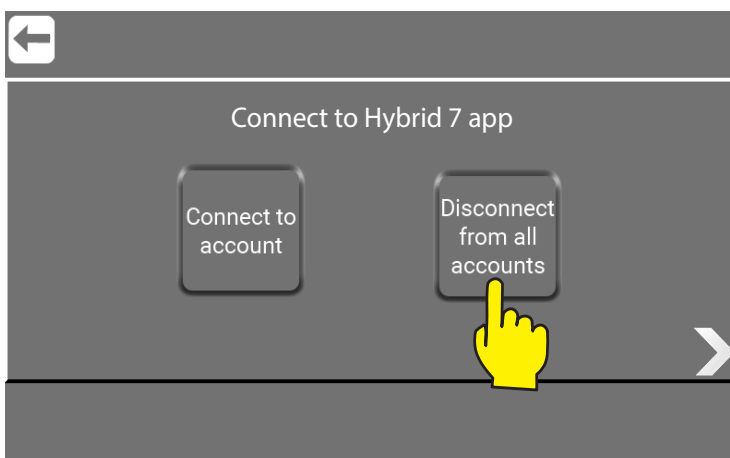 Connect to Hybrid 7 app
Connect to
account
Disconnect
from all
accounts